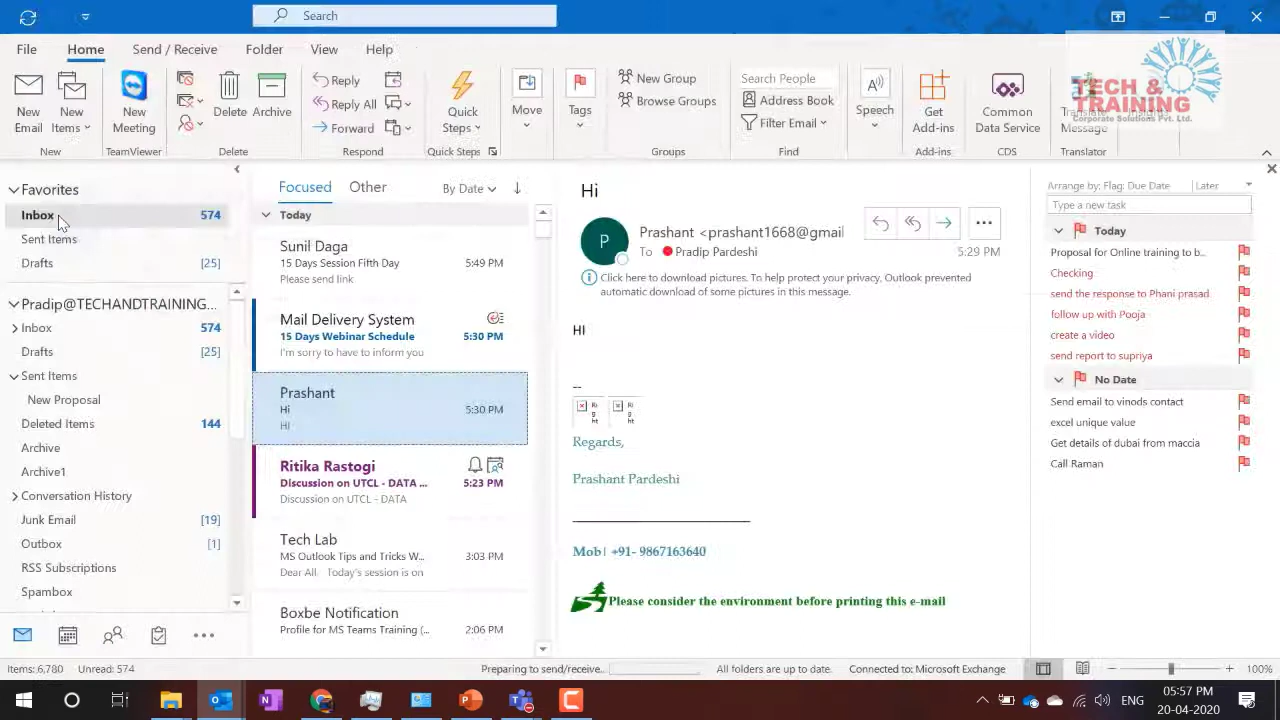 Search
File
Home
Send / Receive
Folder
View
Help
New
Email
New
Items
New
Meeting
Delete
Archive
Reply
Reply All
Forward
Quick
Steps
Move
Tags
New Group
Browse Groups
Search People
Address Book
Filter Email
Speech
Get
Add-ins
Common
Data Service
Translate
Message
Insights
TECH &
TRAINING
Corporate Solutions Pvt. Ltd.
New
TeamViewer
Delete
Respond
Quick Steps
Groups
Find
Add-ins
CDS
Translator
Favorites
Inbox 574
Sent Items
Drafts [25]
Pradip@TECHANDTRAINING...
Inbox 574
Drafts [25]
Sent Items
New Proposal
Deleted Items 144
Archive
Archive1
Conversation History
Junk Email [19]
Outbox [1]
RSS Subscriptions
Spambox
Focused Other By Date
Today
Sunil Daga
15 Days Session Fifth Day 5:49 PM
Please send link
Mail Delivery System
15 Days Webinar Schedule 5:30 PM
I'm sorry to have to inform you
Prashant
Hi 5:30 PM
HI
Ritika Rastogi
Discussion on UTCL - DATA ... 5:23 PM
Discussion on UTCL - DATA
Tech Lab
MS Outlook Tips and Tricks W... 3:03 PM
Dear All. Today's session is on
Boxbe Notification
Profile for MS Teams Training (... 2:06 PM
Hi
P
Prashant <prashant1668@gmail
To Pradip Pardeshi 5:29 PM
Click here to download pictures. To help protect your privacy, Outlook prevented
automatic download of some pictures in this message.
HI
--
Ri Ri
g g
ht ht
Regards,
Prashant Pardeshi
Mob| +91- 9867163640
Please consider the environment before printing this e-mail
Arrange by: Flag: Due Date Later
Type a new task
Today
Proposal for Online training to b...
Checking
send the response to Phani prasad
follow up with Pooja
create a video
send report to supriya
No Date
Send email to vinods contact
excel unique value
Get details of dubai from maccia
Call Raman
Items: 6,780 Unread: 574 Preparing to send/receive.. All folders are up to date. Connected to: Microsoft Exchange 100%
ENG
05:57 PM
20-04-2020